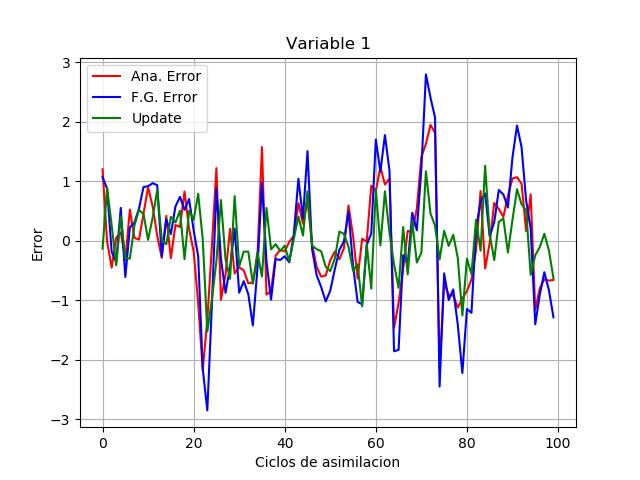 Variable 1
Ana. Error
F.G. Error
Update
Error
3
2
1
0
−1
−2
−3
0 20 40 60 80 100
Ciclos de asimilacion